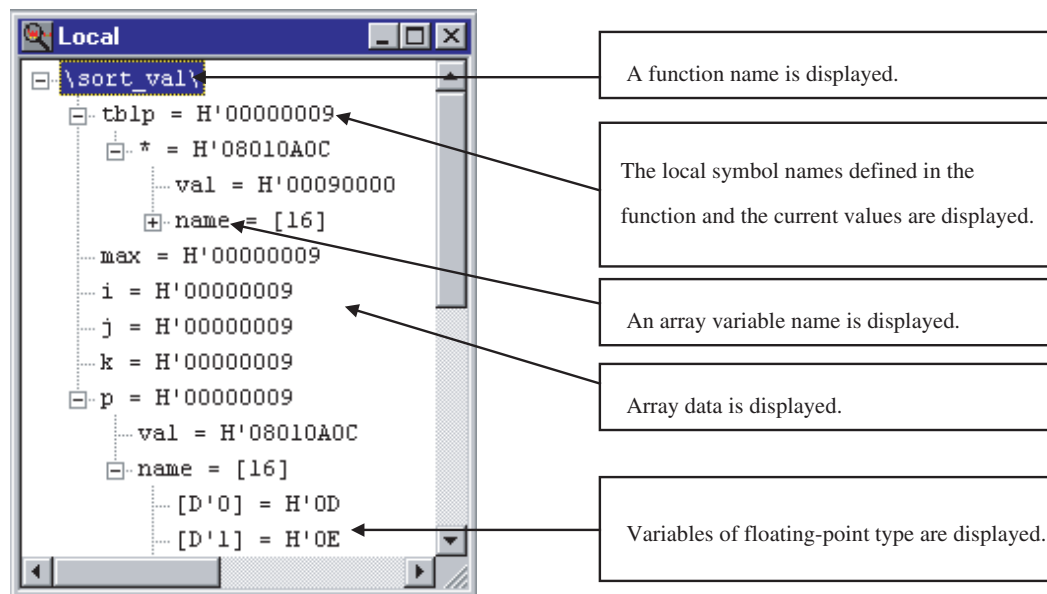 Local
\sort_val\
tblp = H'00000009
* = H'08010A0C
val = H'00090000
name = [16]
max = H'00000009
i = H'00000009
j = H'00000009
k = H'00000009
p = H'00000009
val = H'08010A0C
name = [16]
[D'0] = H'0D
[D'1] = H'0E
A function name is displayed.
The local symbol names defined in the
function and the current values are displayed.
An array variable name is displayed.
Array data is displayed.
Variables of floating-point type are displayed.